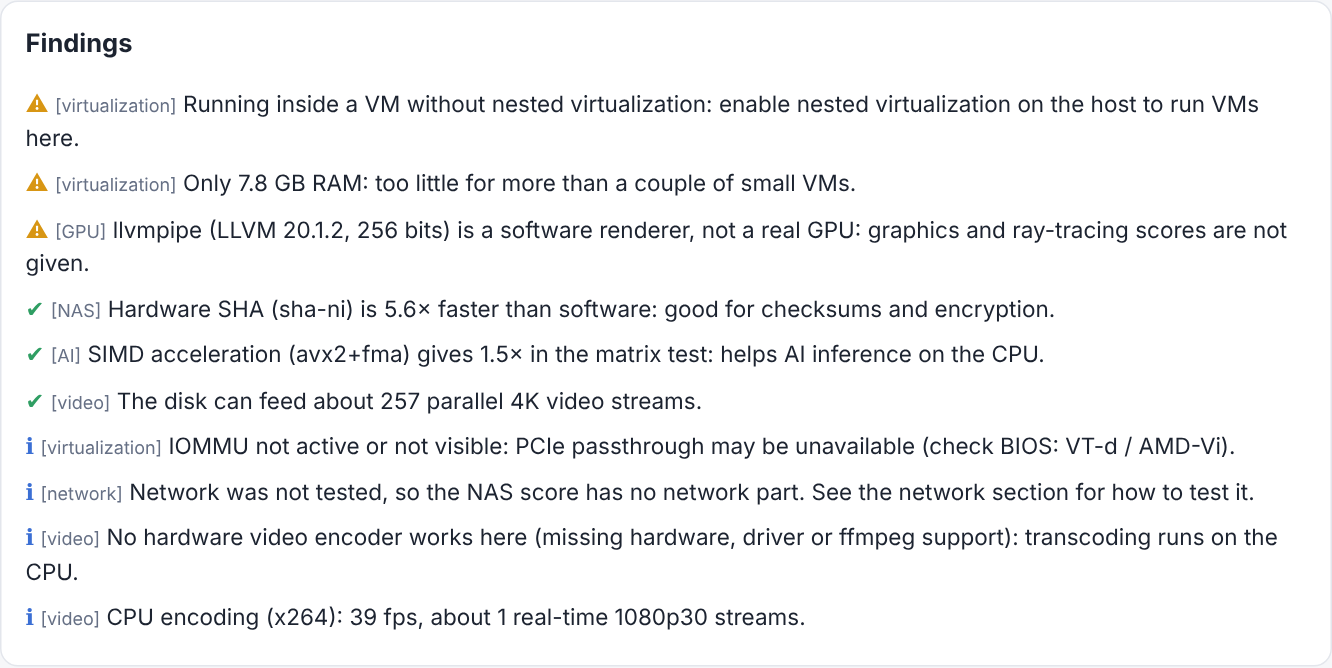 Findings
⚠ [virtualization] Running inside a VM without nested virtualization: enable nested virtualization on the host to run VMs
here.
⚠ [virtualization] Only 7.8 GB RAM: too little for more than a couple of small VMs.
⚠ [GPU] llvmpipe (LLVM 20.1.2, 256 bits) is a software renderer, not a real GPU: graphics and ray-tracing scores are not
given.
✔ [NAS] Hardware SHA (sha-ni) is 5.6× faster than software: good for checksums and encryption.
✔ [AI] SIMD acceleration (avx2+fma) gives 1.5× in the matrix test: helps AI inference on the CPU.
✔ [video] The disk can feed about 257 parallel 4K video streams.
ℹ [virtualization] IOMMU not active or not visible: PCIe passthrough may be unavailable (check BIOS: VT-d / AMD-Vi).
ℹ [network] Network was not tested, so the NAS score has no network part. See the network section for how to test it.
ℹ [video] No hardware video encoder works here (missing hardware, driver or ffmpeg support): transcoding runs on the
CPU.
ℹ [video] CPU encoding (x264): 39 fps, about 1 real-time 1080p30 streams.